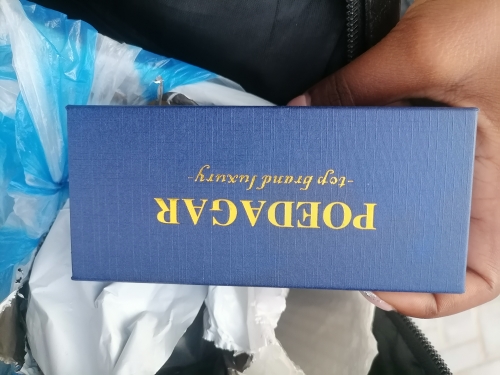 POEDAGAR
-top brand luxury-